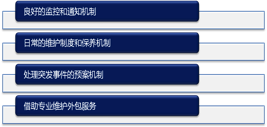 良好的监控和通知机制
日常的维护制度和保养机制
处理突发事件的预案机制
借助专业维护外包服务